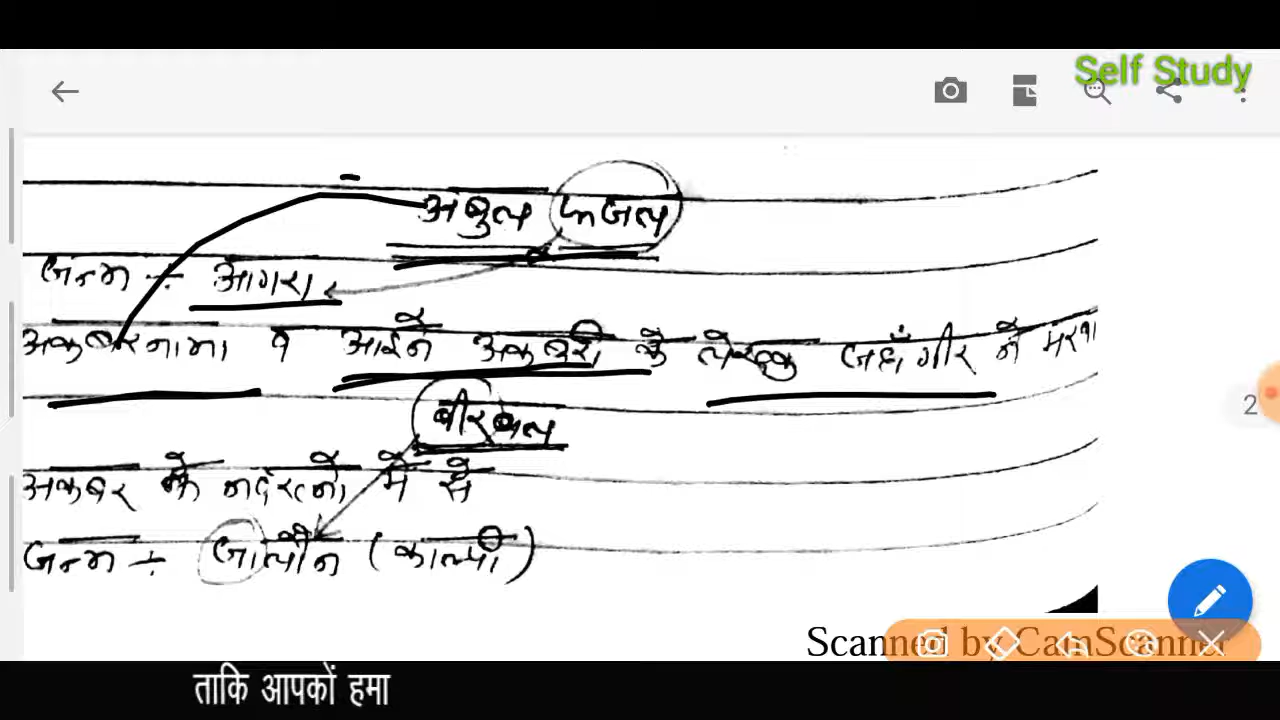 Self Study
अबुल फजल
जन्म ÷ आगरा
अकबरनामा व आईने अकबरी के लेखक जहाँगीर ने मरवा
2
बीरबल
अकबर के नवरत्नो मे से
जन्म ÷ जालौन (काल्पी)
Scanned by CamScanner
ताकि आपकों हमा